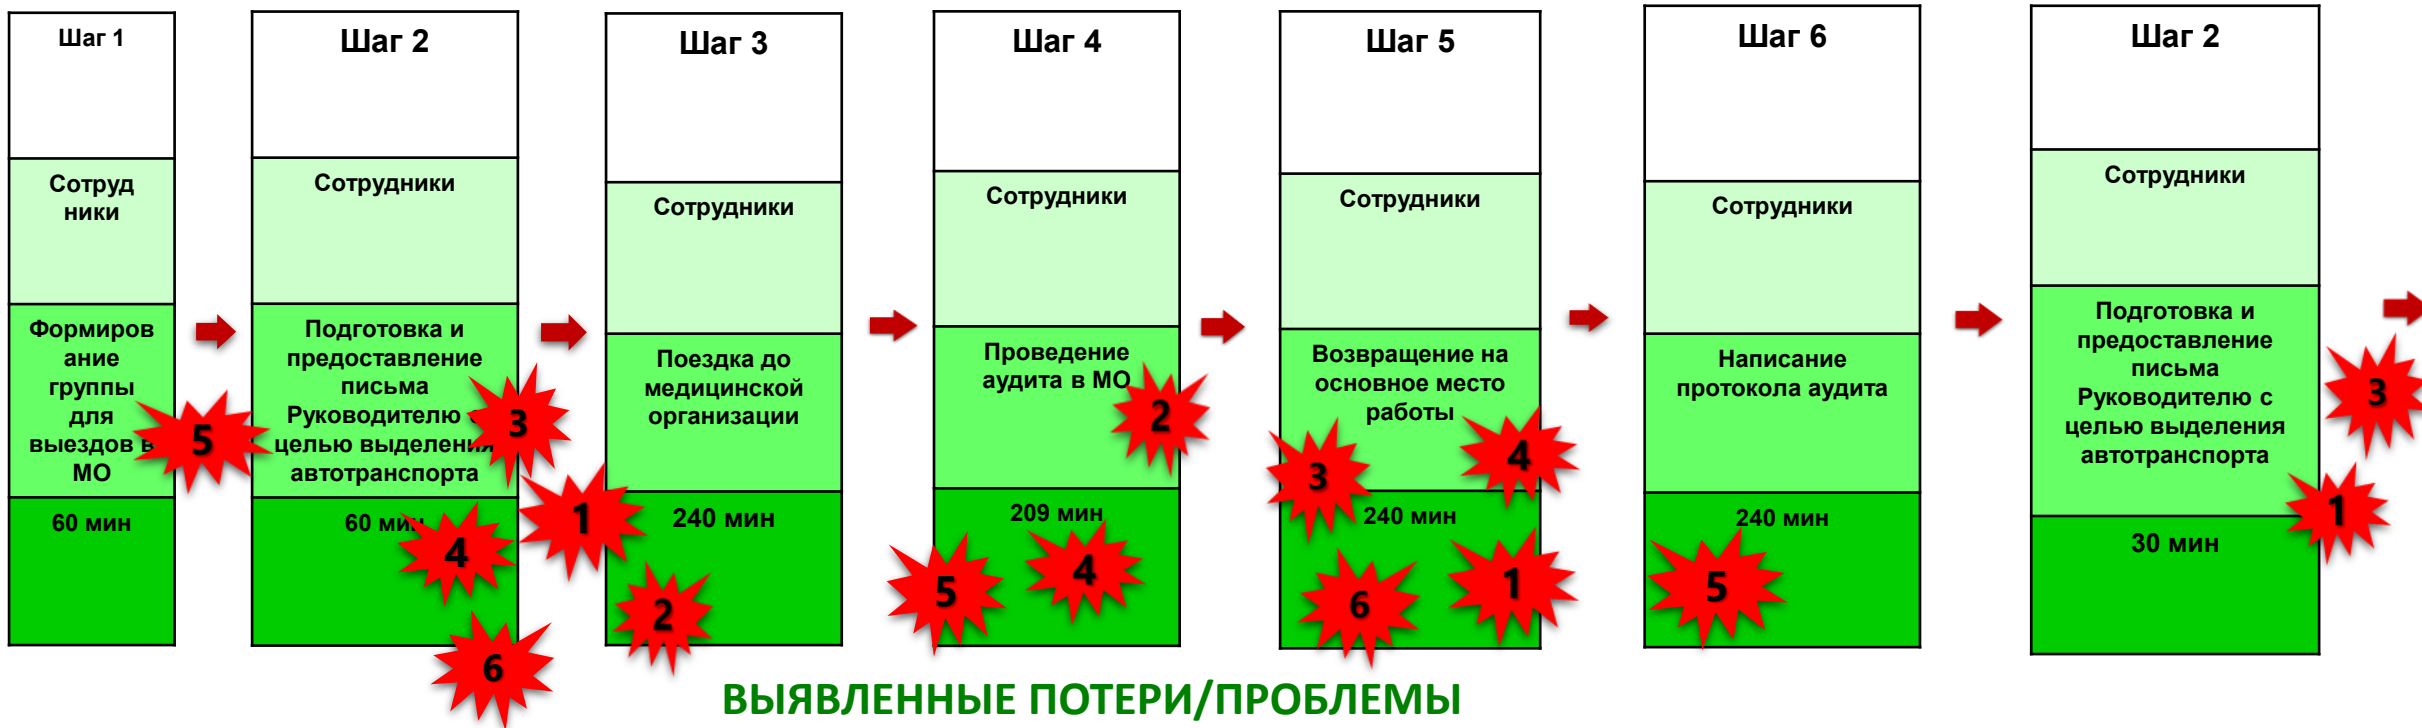 Шаг 1
Сотруд
ники
Формиров
ание
группы
для
выездов в
МО
60 мин
5
Шаг 2
Сотрудники
Подготовка и
предоставление
письма
Руководителю с
целью выделения
автотранспорта
60 мин
3
4
6
1
Шаг 3
Сотрудники
Поездка до
медицинской
организации
240 мин
2
Шаг 4
Сотрудники
Проведение
аудита в МО
209 мин
2
5
4
Шаг 5
Сотрудники
Возвращение на
основное место
работы
240 мин
3
4
6
1
Шаг 6
Сотрудники
Написание
протокола аудита
240 мин
5
Шаг 2
Сотрудники
Подготовка и
предоставление
письма
Руководителю с
целью выделения
автотранспорта
30 мин
3
1
ВЫЯВЛЕННЫЕ ПОТЕРИ/ПРОБЛЕМЫ